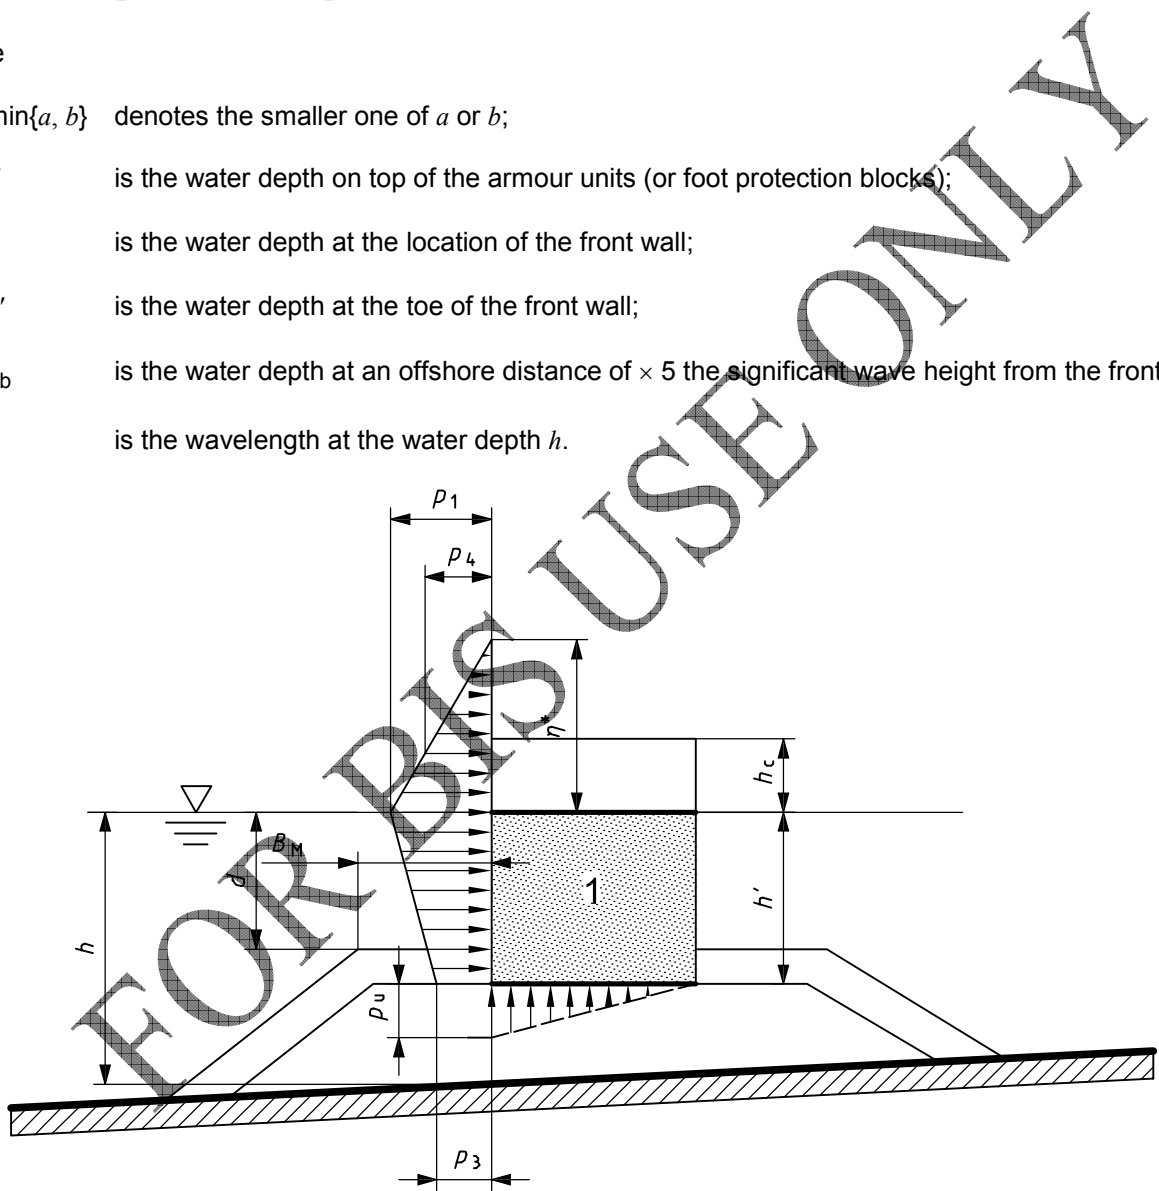 e
min{a, b} denotes the smaller one of a or b;
is the water depth on top of the armour units (or foot protection blocks);
is the water depth at the location of the front wall;
′ is the water depth at the toe of the front wall;
b is the water depth at an offshore distance of × 5 the significant wave height from the front
is the wavelength at the water depth h.
p1
p4
η*
hc
BM
d
h
1
h′
pu
p3
FOR BIS USE ONLY